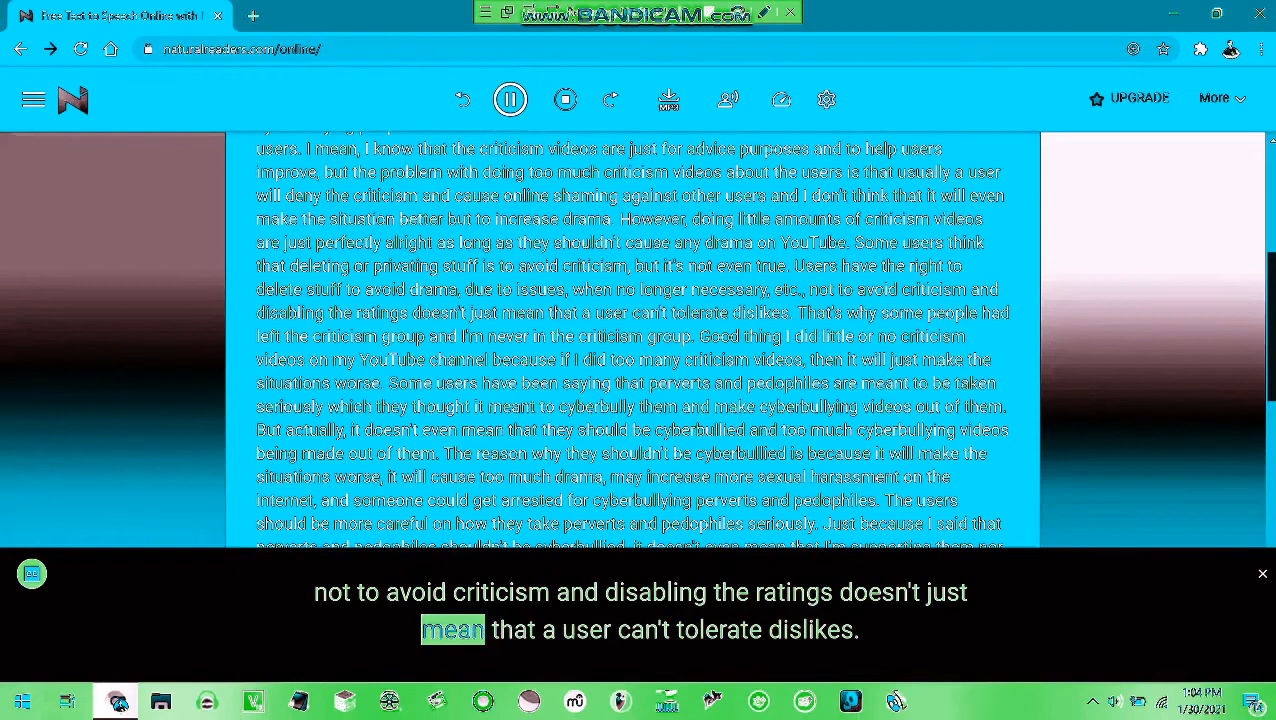 Free Text to Speech Online with
www.BANDICAM.com
naturalreaders.com/online/
MP3
UPGRADE
More
users. I mean, I know that the criticism videos are just for advice purposes and to help users
improve, but the problem with doing too much criticism videos about the users is that usually a user
will deny the criticism and cause online shaming against other users and I don't think that it will even
make the situation better but to increase drama. However, doing little amounts of criticism videos
are just perfectly alright as long as they shouldn't cause any drama on YouTube. Some users think
that deleting or privating stuff is to avoid criticism, but it's not even true. Users have the right to
delete stuff to avoid drama, due to issues, when no longer necessary, etc., not to avoid criticism and
disabling the ratings doesn't just mean that a user can't tolerate dislikes. That's why some people had
left the criticism group and I'm never in the criticism group. Good thing I did little or no criticism
videos on my YouTube channel because if I did too many criticism videos, then it will just make the
situations worse. Some users have been saying that perverts and pedophiles are meant to be taken
seriously which they thought it meant to cyberbully them and make cyberbullying videos out of them.
But actually, it doesn't even mean that they should be cyberbullied and too much cyberbullying videos
being made out of them. The reason why they shouldn't be cyberbullied is because it will make the
situations worse, it will cause too much drama, may increase more sexual harassment on the
internet, and someone could get arrested for cyberbullying perverts and pedophiles. The users
should be more careful on how they take perverts and pedophiles seriously. Just because I said that
perverts and pedophiles shouldn't be cyberbullied, it doesn't even mean that I'm supporting them nor
not to avoid criticism and disabling the ratings doesn't just
mean that a user can't tolerate dislikes.
1:04 PM
1/30/2021